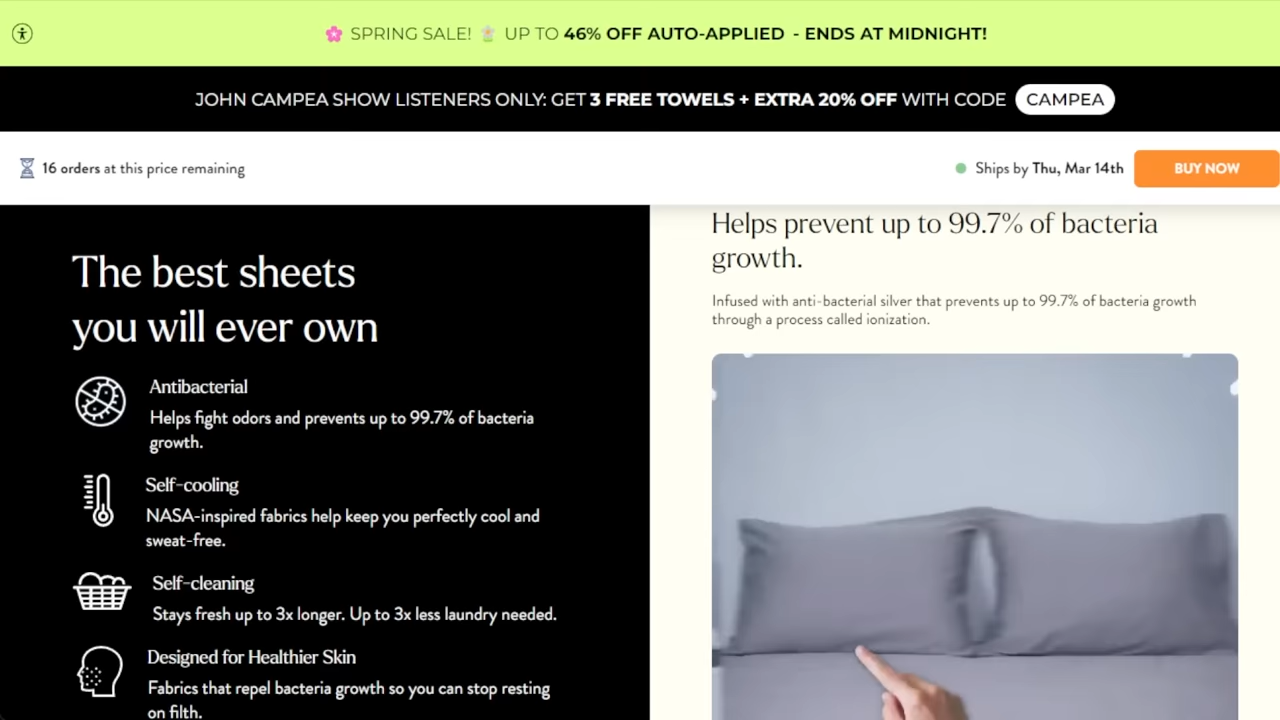 🌸 SPRING SALE! 🌷 UP TO 46% OFF AUTO-APPLIED - ENDS AT MIDNIGHT!
JOHN CAMPEA SHOW LISTENERS ONLY: GET 3 FREE TOWELS + EXTRA 20% OFF WITH CODE CAMPEA
16 orders at this price remaining
Ships by Thu, Mar 14th
BUY NOW
The best sheets
you will ever own
Antibacterial
Helps fight odors and prevents up to 99.7% of bacteria
growth.
Self-cooling
NASA-inspired fabrics help keep you perfectly cool and
sweat-free.
Self-cleaning
Stays fresh up to 3x longer. Up to 3x less laundry needed.
Designed for Healthier Skin
Fabrics that repel bacteria growth so you can stop resting
on filth.
Helps prevent up to 99.7% of bacteria
growth.
Infused with anti-bacterial silver that prevents up to 99.7% of bacteria growth
through a process called ionization.